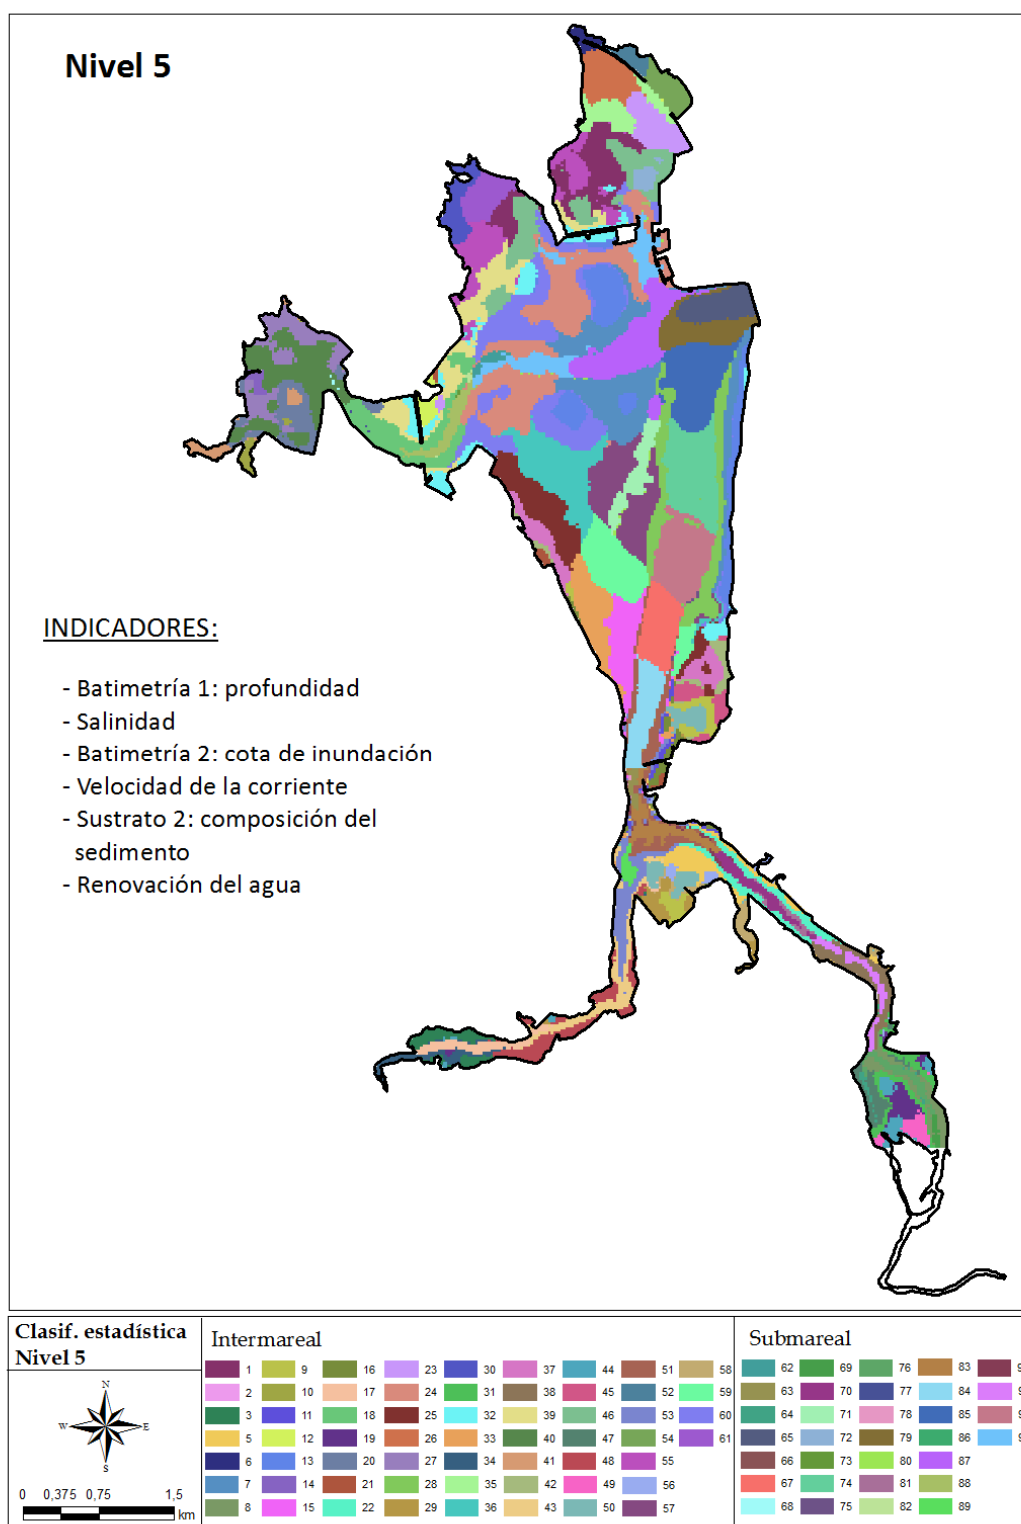 Nivel 5
INDICADORES:
- Batimetría 1: profundidad
- Salinidad
- Batimetría 2: cota de inundación
- Velocidad de la corriente
- Sustrato 2: composición del
sedimento
- Renovación del agua
Clasif. estadística
Nivel 5
N
W
E
S
0 0,375 0,75 1,5
km
Intermareal
1 9 16 23 30 37 44 51 58
2 10 17 24 31 38 45 52 59
3 11 18 25 32 39 46 53 60
5 12 19 26 33 40 47 54 61
6 13 20 27 34 41 48 55
7 14 21 28 35 42 49 56
8 15 22 29 36 43 50 57
Submareal
62 69 76 83 9
63 70 77 84 9
64 71 78 85 9
65 72 79 86 9
66 73 80 87
67 74 81 88
68 75 82 89